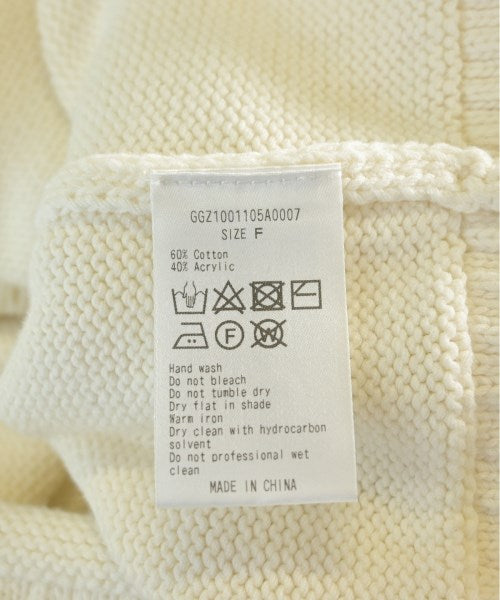 GGZ1001105A0007
SIZE F
60% Cotton
40% Acrylic
F W
Hand wash
Do not bleach
Do not tumble dry
Dry flat in shade
Warm iron
Dry clean with hydrocarbon
solvent
Do not professional wet
clean
MADE IN CHINA